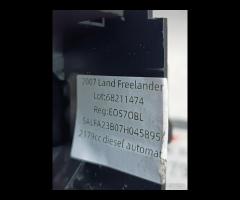 2007 Land Freelander
Lot:68211474
Reg:EO57OBL
SALFA23B07H045895
2179cc diesel automat